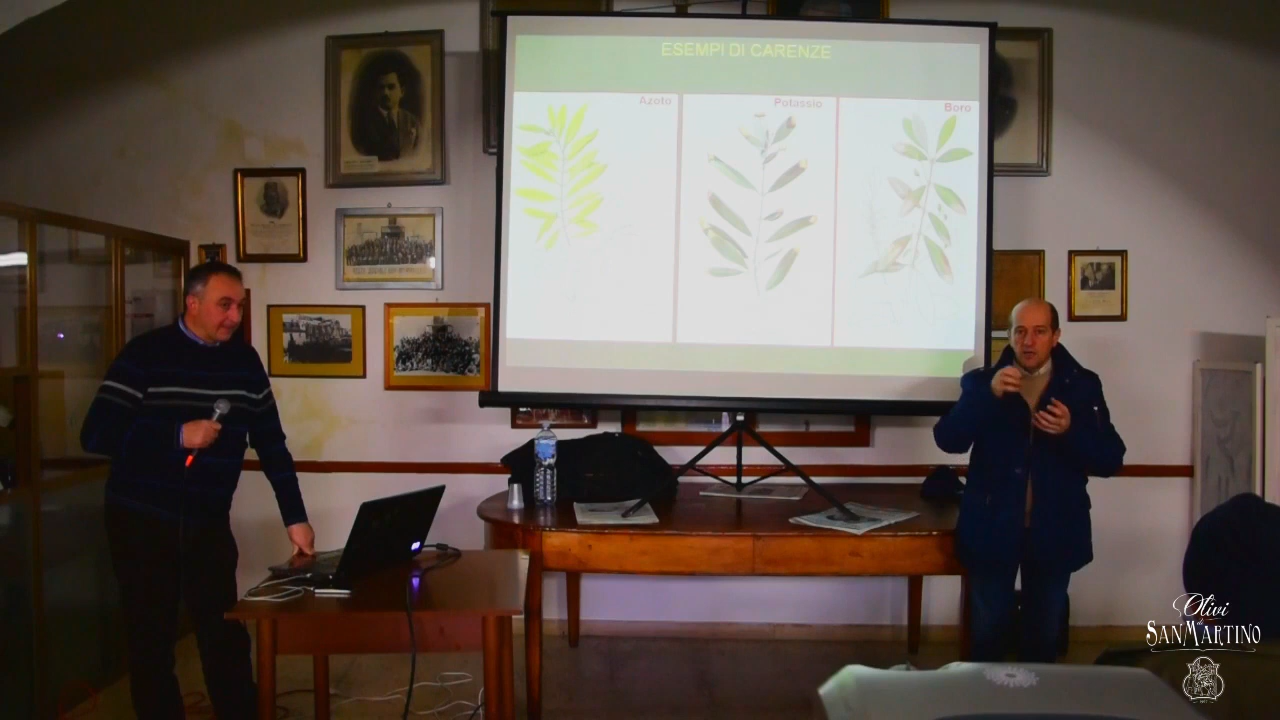 ESEMPI DI CARENZE
Azoto
Potassio
Boro
Olivi
di
SANMARTINO